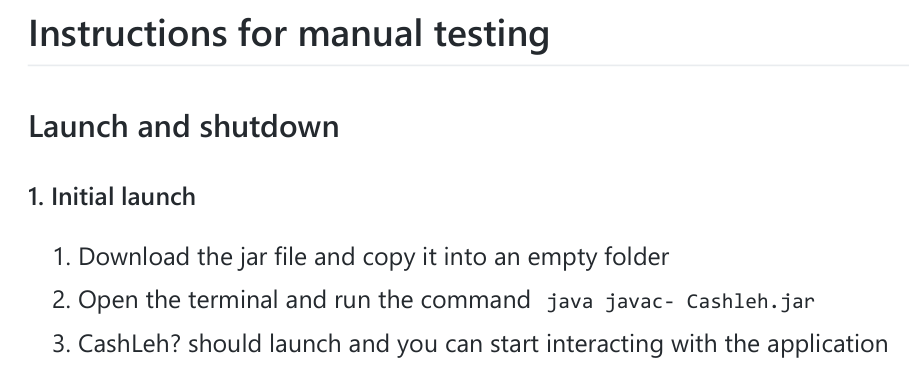 Instructions for manual testing
Launch and shutdown
1. Initial launch
1. Download the jar file and copy it into an empty folder
2. Open the terminal and run the command java javac- Cashleh.jar
3. CashLeh? should launch and you can start interacting with the application